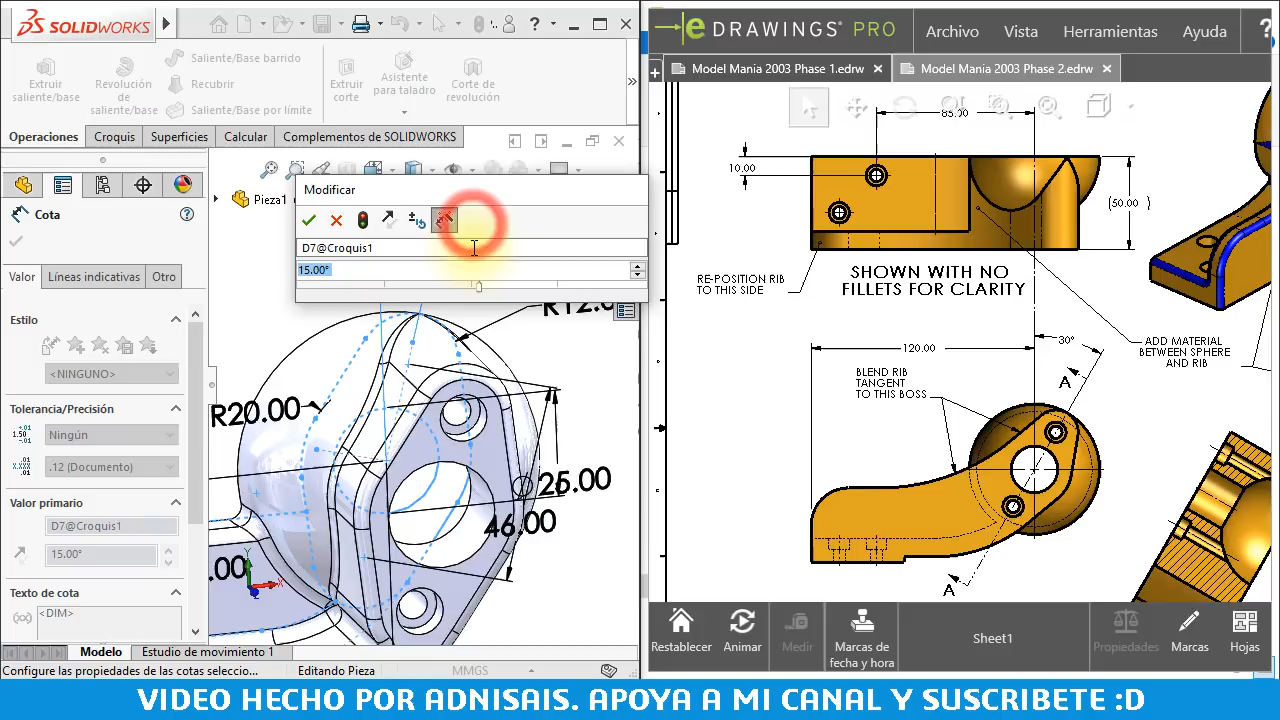 SOLIDWORKS
?
Extruir
saliente/base
Revolución
de
saliente/base
Saliente/Base barrido
Recubrir
Saliente/Base por límite
Extruir
corte
Asistente
para taladro
Corte de
revolución
Operaciones
Croquis
Superficies
Calcular
Complementos de SOLIDWORKS
Cota
?
Valor
Líneas indicativas
Otro
Estilo
<NINGUNO>
Tolerancia/Precisión
1.50
Ningún
.12 (Documento)
Valor primario
D7@Croquis1
15.00°
Texto de cota
<DIM>
Pieza1
Modificar
D7@Croquis1
15.00°
R20.00
25.00
46.00
Y
X
Modelo
Estudio de movimiento 1
Configure las propiedades de las cotas seleccio...
Editando Pieza
MMGS
e DRAWINGS® PRO
Archivo
Vista
Herramientas
Ayuda
?
Model Mania 2003 Phase 1.edrw
Model Mania 2003 Phase 2.edrw
85.00
10.00
(50.00)
RE-POSITION RIB
TO THIS SIDE
SHOWN WITH NO
FILLETS FOR CLARITY
ADD MATERIAL
BETWEEN SPHERE
AND RIB
120.00
30°
BLEND RIB
TANGENT
TO THIS BOSS
A
A
Restablecer
Animar
Medir
Marcas de
fecha y hora
Sheet1
Propiedades
Marcas
Hojas
VIDEO HECHO POR ADNISAIS. APOYA A MI CANAL Y SUSCRIBETE :D